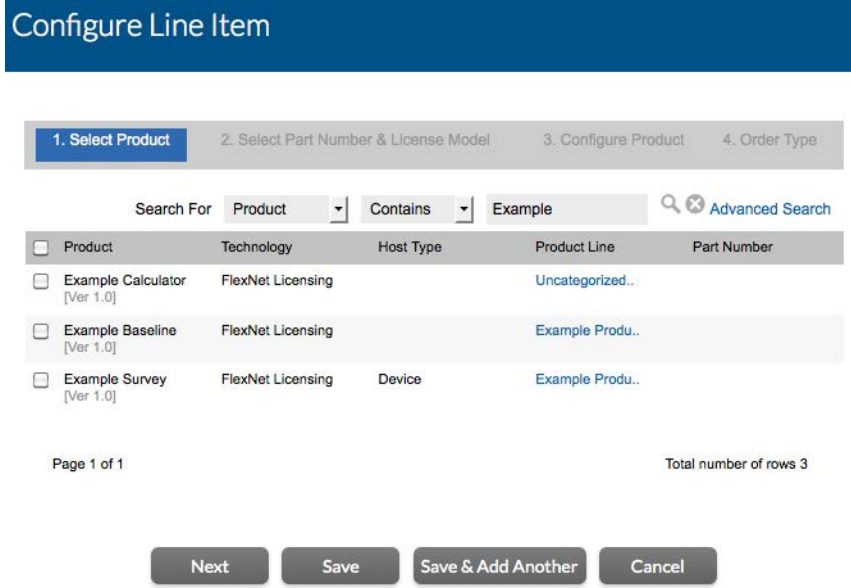 Configure Line Item
1. Select Product 2. Select Part Number & License Model 3. Configure Product 4. Order Type
Search For Product Contains Example Advanced Search
Product Technology Host Type Product Line Part Number
Example Calculator FlexNet Licensing Uncategorized..
[Ver 1.0]
Example Baseline FlexNet Licensing Example Produ..
[Ver 1.0]
Example Survey FlexNet Licensing Device Example Produ..
[Ver 1.0]
Page 1 of 1 Total number of rows 3
Next Save Save & Add Another Cancel